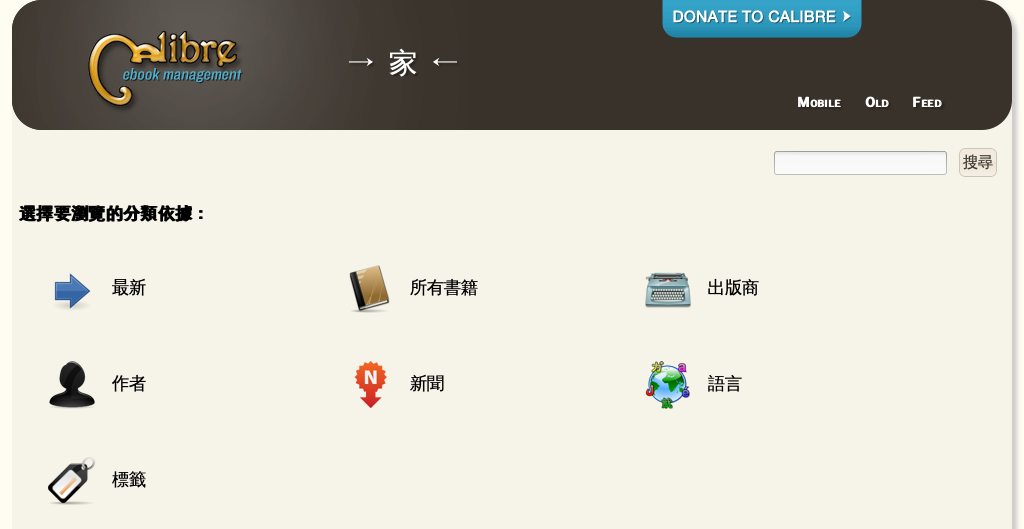 DONATE TO CALIBRE
Calibre
ebook management
→ 家 ←
Mobile Old Feed
搜尋
選擇要瀏覽的分類依據：
最新 所有書籍 出版商
作者 N 新聞 語言
標籤